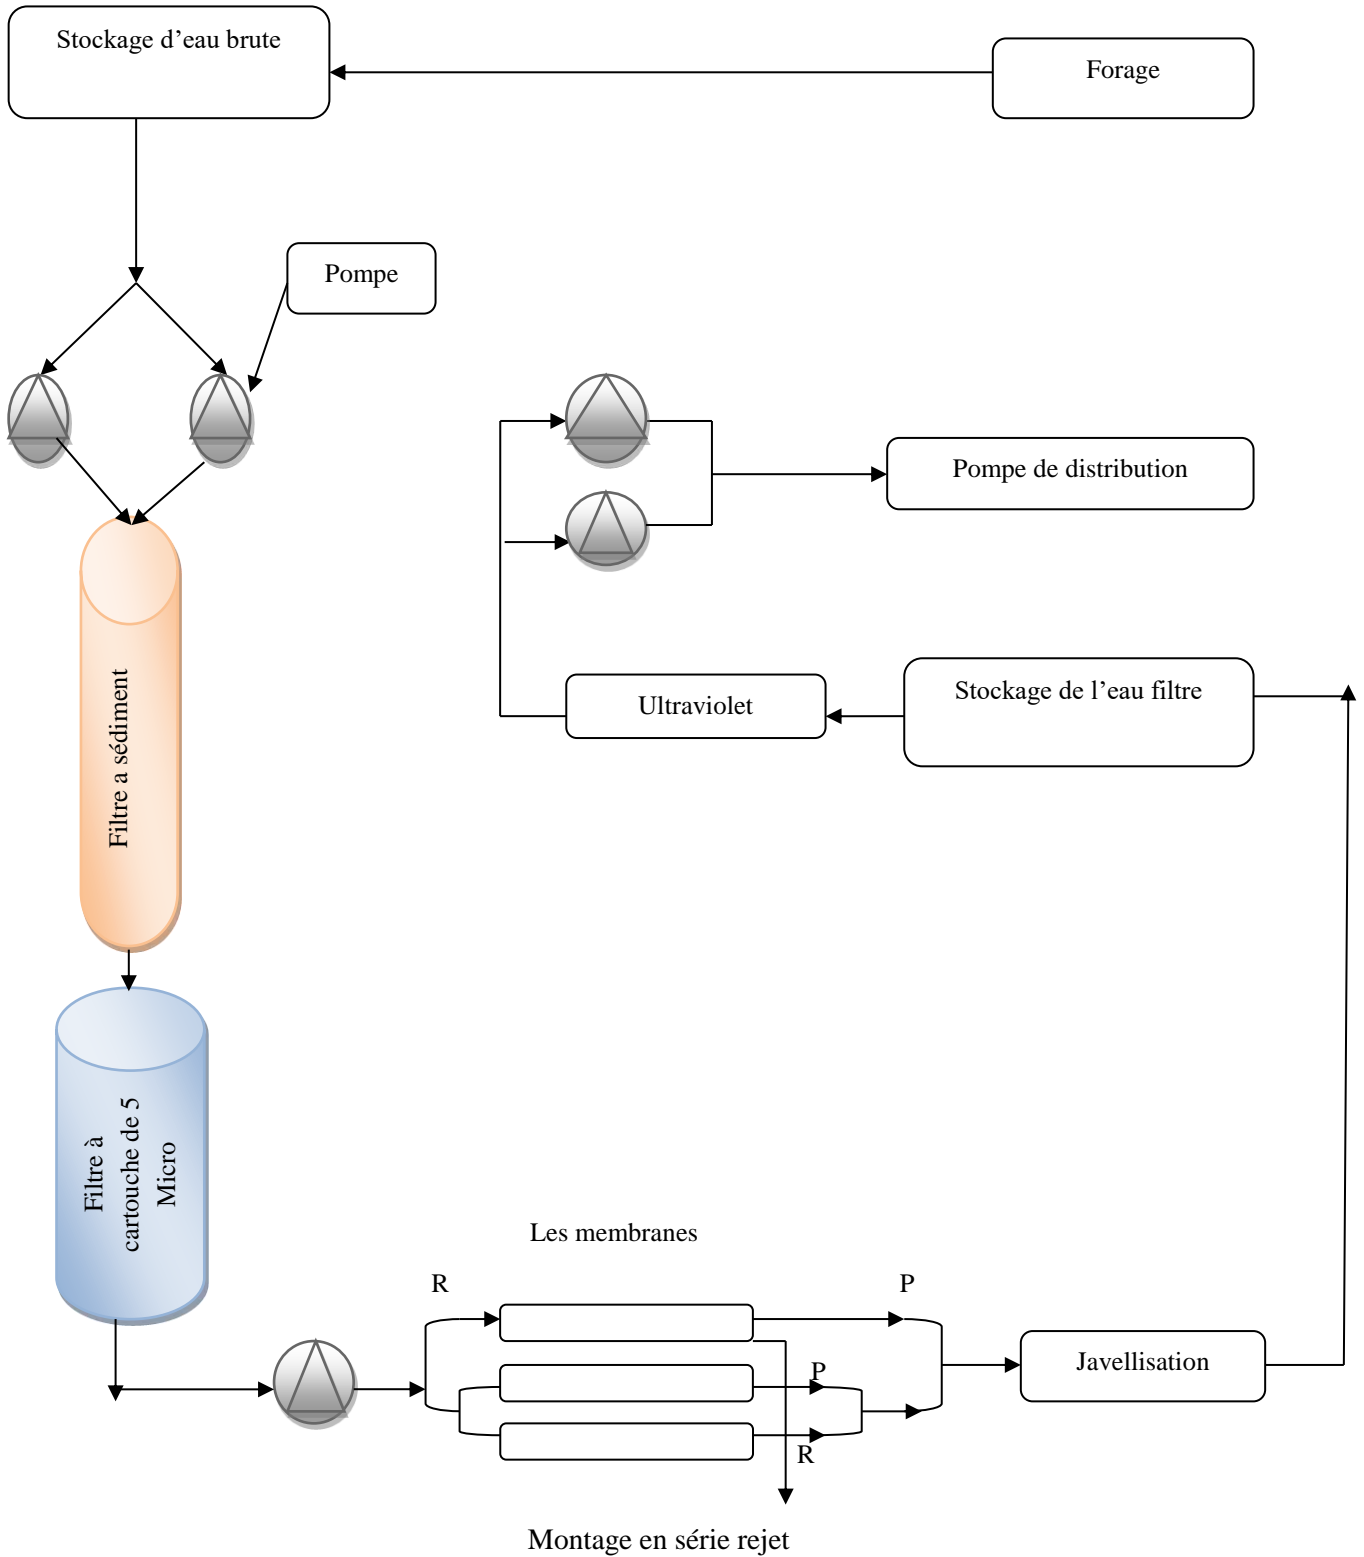 Stockage d’eau brute
Forage
Pompe
Pompe de distribution
Filtre a sédiment
Ultraviolet
Stockage de l’eau filtre
Filtre à
cartouche de 5
Micro
Les membranes
R
P
P
R
Javellisation
Montage en série rejet